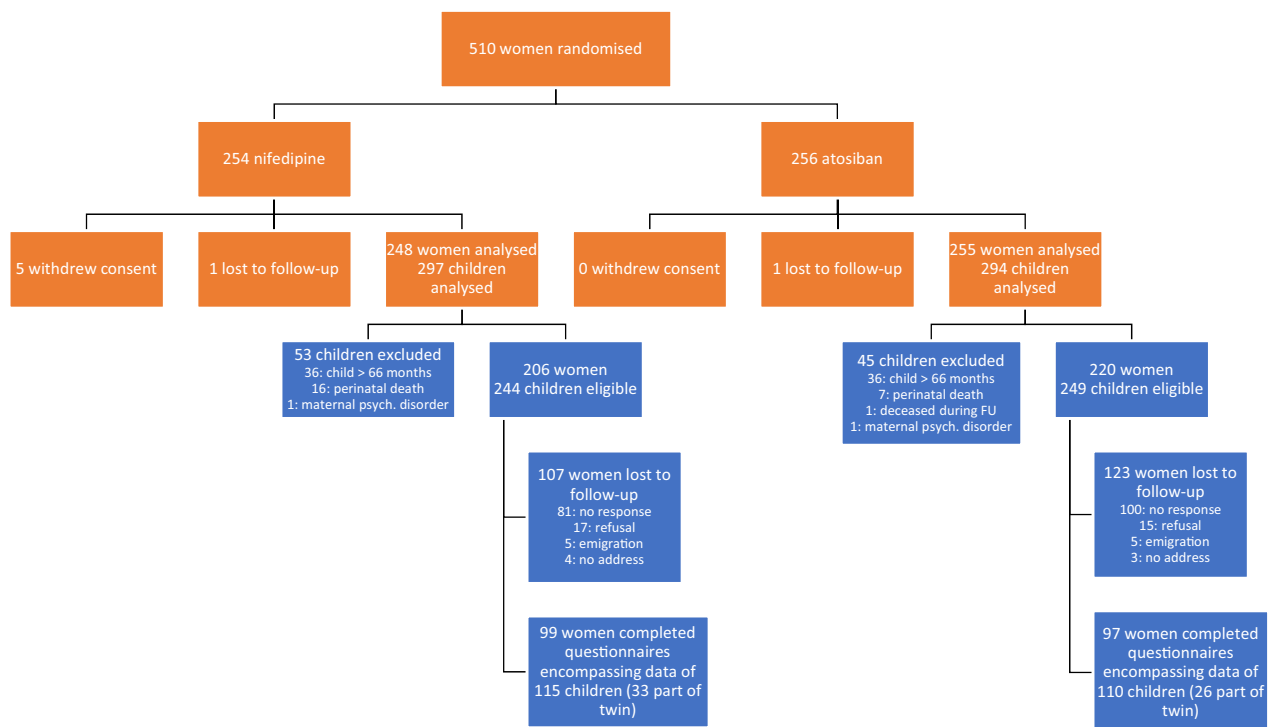 510 women randomised
254 nifedipine
256 atosiban
5 withdrew consent
1 lost to follow-up
248 women analysed
297 children
analysed
0 withdrew consent
1 lost to follow-up
255 women analysed
294 children
analysed
53 children excluded
36: child > 66 months
16: perinatal death
1: maternal psych. disorder
206 women
244 children eligible
45 children excluded
36: child > 66 months
7: perinatal death
1: deceased during FU
1: maternal psych. disorder
220 women
249 children eligible
107 women lost to
follow-up
81: no response
17: refusal
5: emigration
4: no address
123 women lost to
follow-up
100: no response
15: refusal
5: emigration
3: no address
99 women completed
questionnaires
encompassing data of
115 children (33 part of
twin)
97 women completed
questionnaires
encompassing data of
110 children (26 part of
twin)